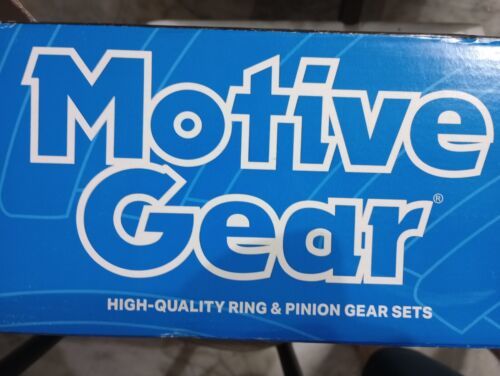 Motive
Gear®
HIGH-QUALITY RING & PINION GEAR SETS